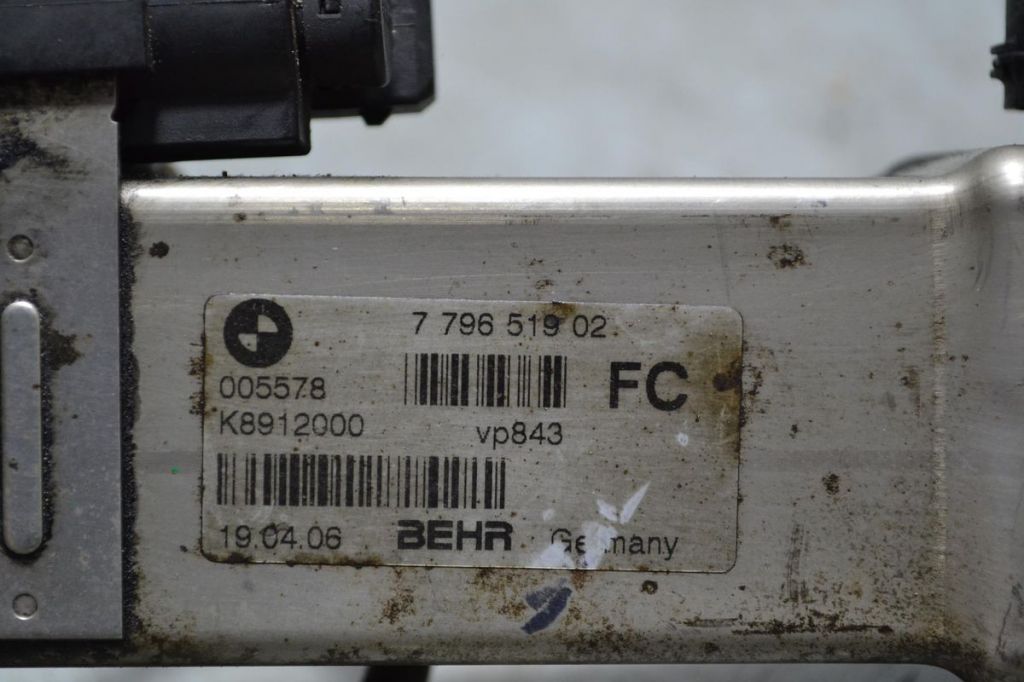 7 796 519 02
005578
FC
K8912000
vp843
19.04.06 BEHR Germany